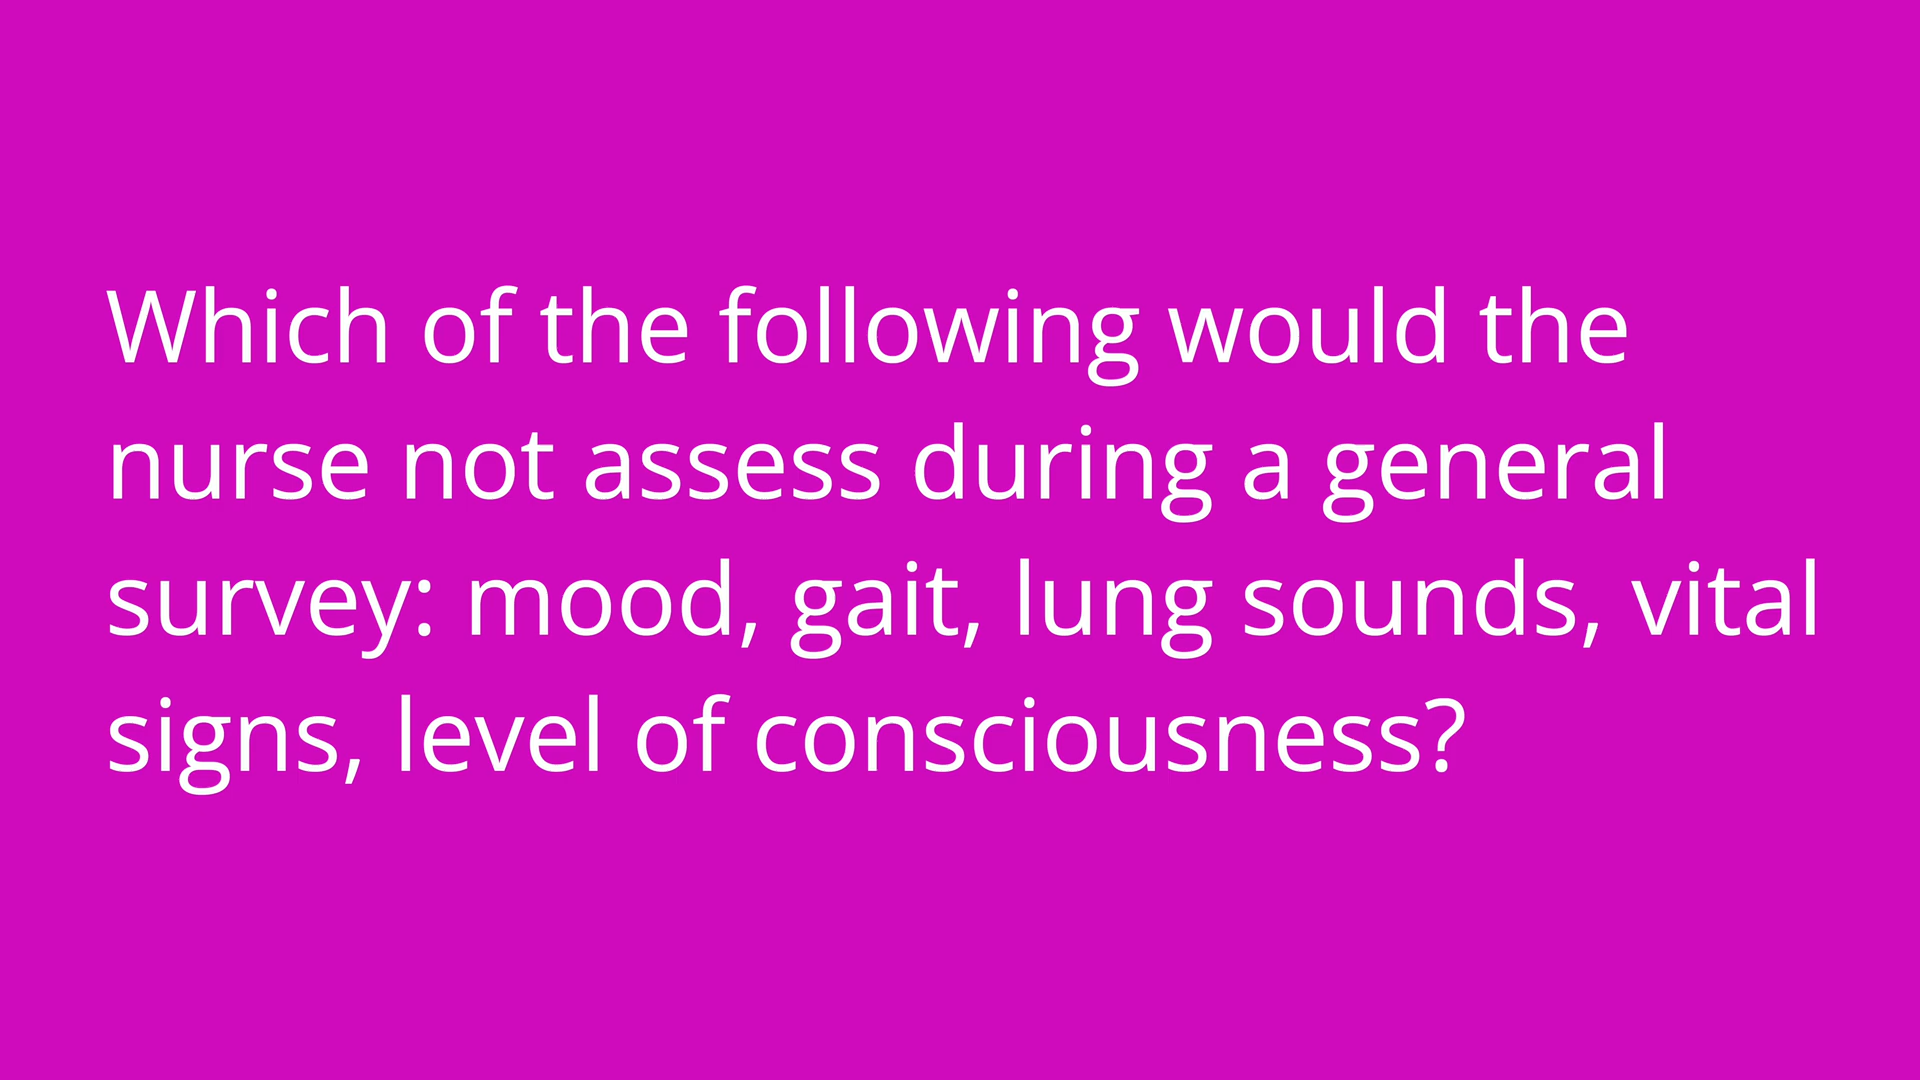 Which of the following would the
nurse not assess during a general
survey: mood, gait, lung sounds, vital
signs, level of consciousness?